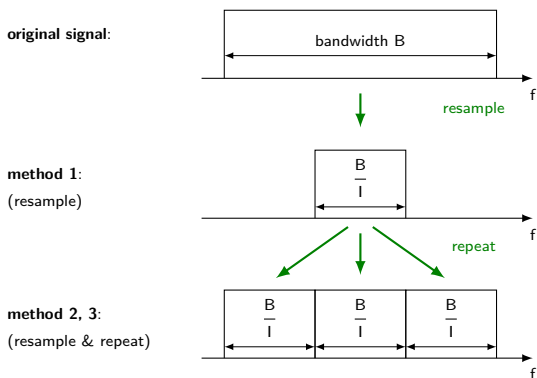 original signal:
bandwidth B
f
resample
method 1:
(resample)
B
I
f
repeat
method 2, 3:
(resample & repeat)
B
I
B
I
B
I
f